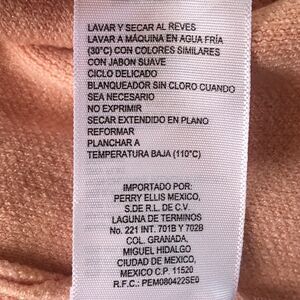 LAVAR Y SECAR AL REVES
LAVAR A MÁQUINA EN AGUA FRÍA
(30°C) CON COLORES SIMILARES
CON JABON SUAVE
CICLO DELICADO
BLANQUEADOR SIN CLORO CUANDO
SEA NECESARIO
NO EXPRIMIR
SECAR EXTENDIDO EN PLANO
REFORMAR
PLANCHAR A
TEMPERATURA BAJA (110°C)
IMPORTADO POR:
PERRY ELLIS MEXICO,
S.DE R.L. DE C.V.
LAGUNA DE TERMINOS
No. 221 INT. 701B Y 702B
COL. GRANADA,
MIGUEL HIDALGO
CIUDAD DE MEXICO,
MEXICO C.P. 11520
R.F.C.: PEM080422SE0